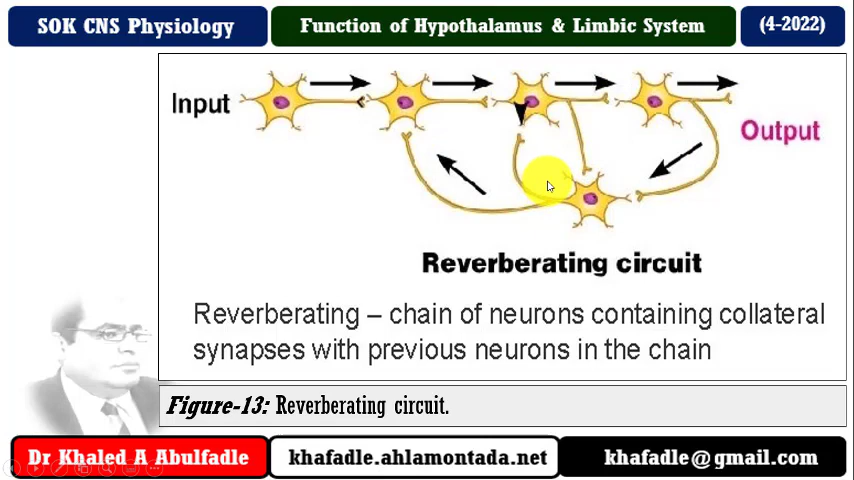 SOK CNS Physiology
Function of Hypothalamus & Limbic System
(4-2022)
Input
Output
Reverberating circuit
Reverberating – chain of neurons containing collateral
synapses with previous neurons in the chain
Figure-13: Reverberating circuit.
Dr Khaled A Abulfadle
khafadle.ahlamontada.net
khafadle@gmail.com